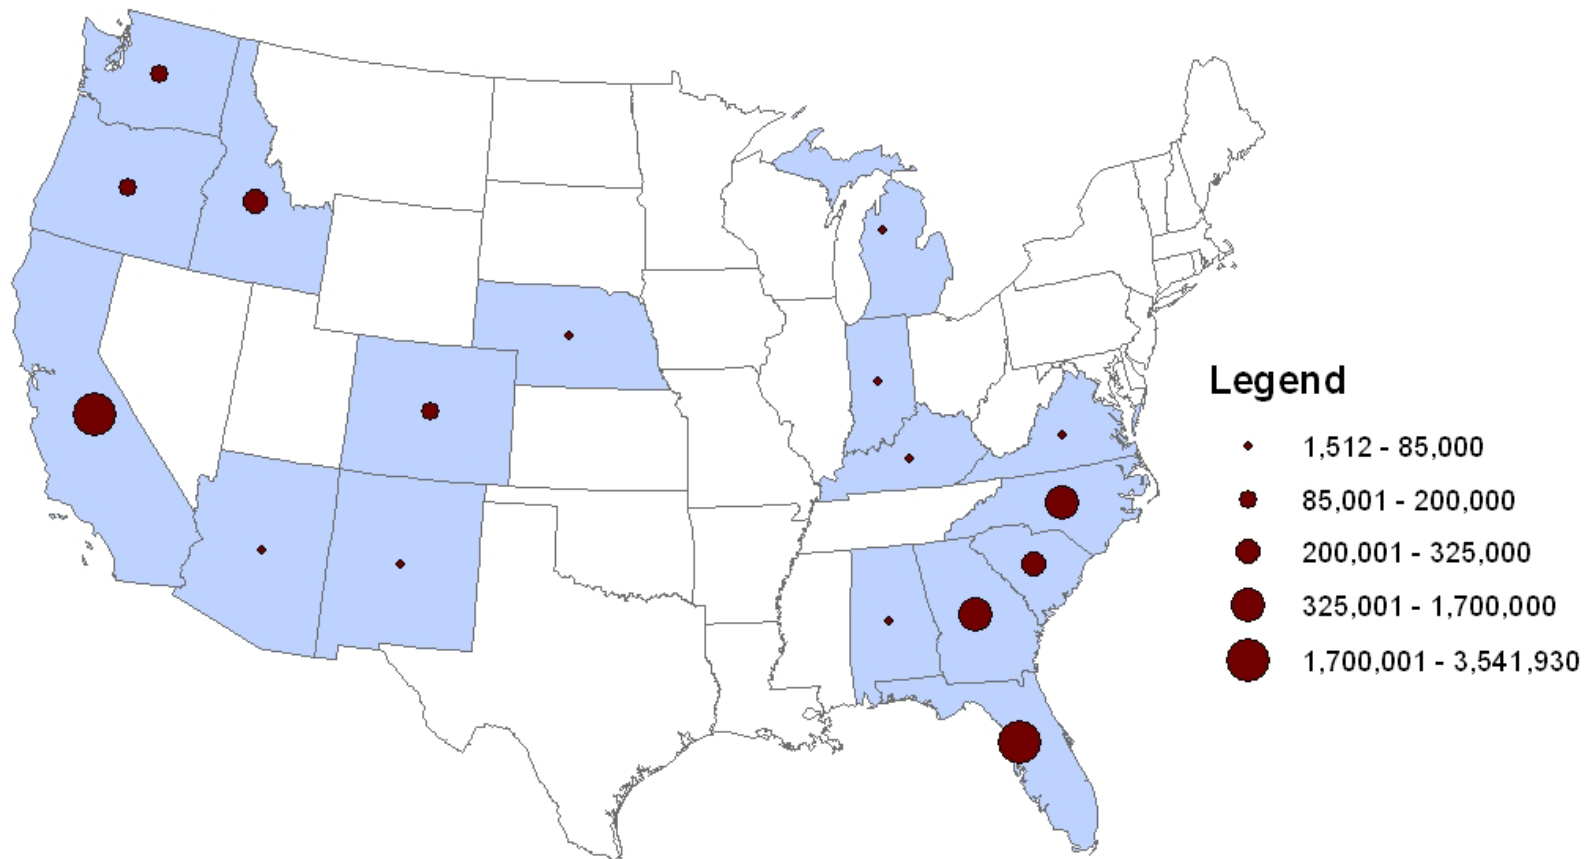 Legend
1,512 - 85,000
85,001 - 200,000
200,001 - 325,000
325,001 - 1,700,000
1,700,001 - 3,541,930